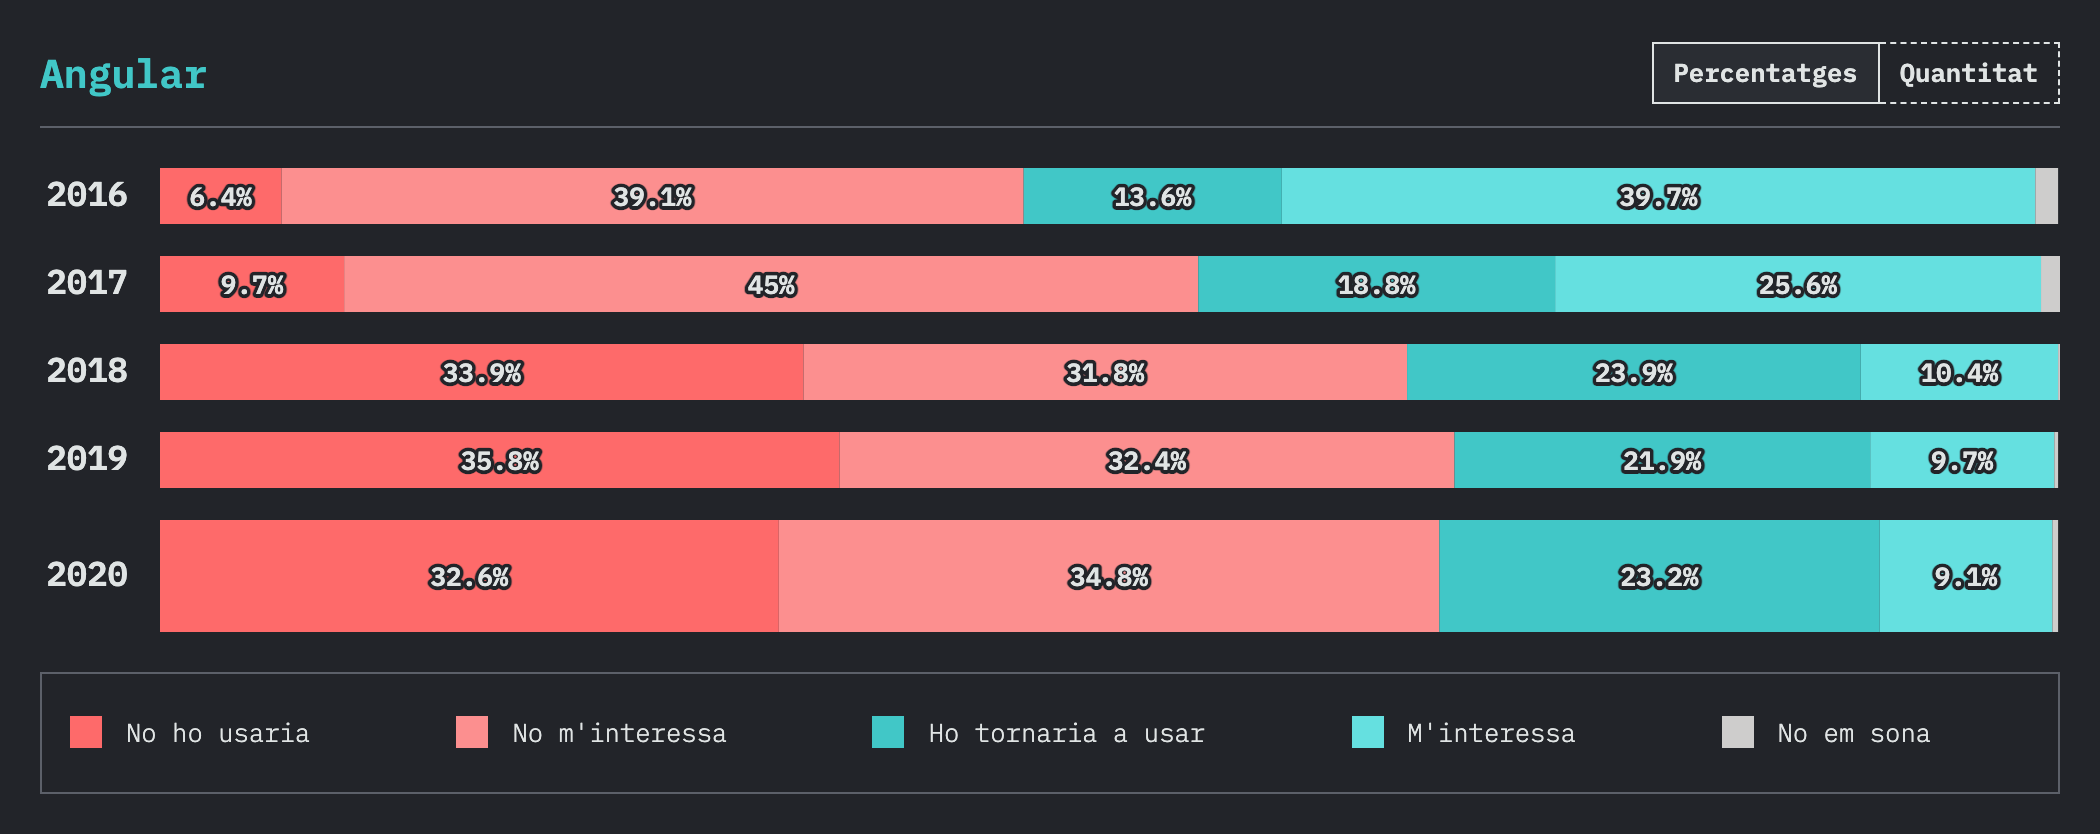 Angular
Percentatges Quantitat
2016 6.4% 39.1% 13.6% 39.7%
2017 9.7% 45% 18.8% 25.6%
2018 33.9% 31.8% 23.9% 10.4%
2019 35.8% 32.4% 21.9% 9.7%
2020 32.6% 34.8% 23.2% 9.1%
No ho usaria No m'interessa Ho tornaria a usar M'interessa No em sona